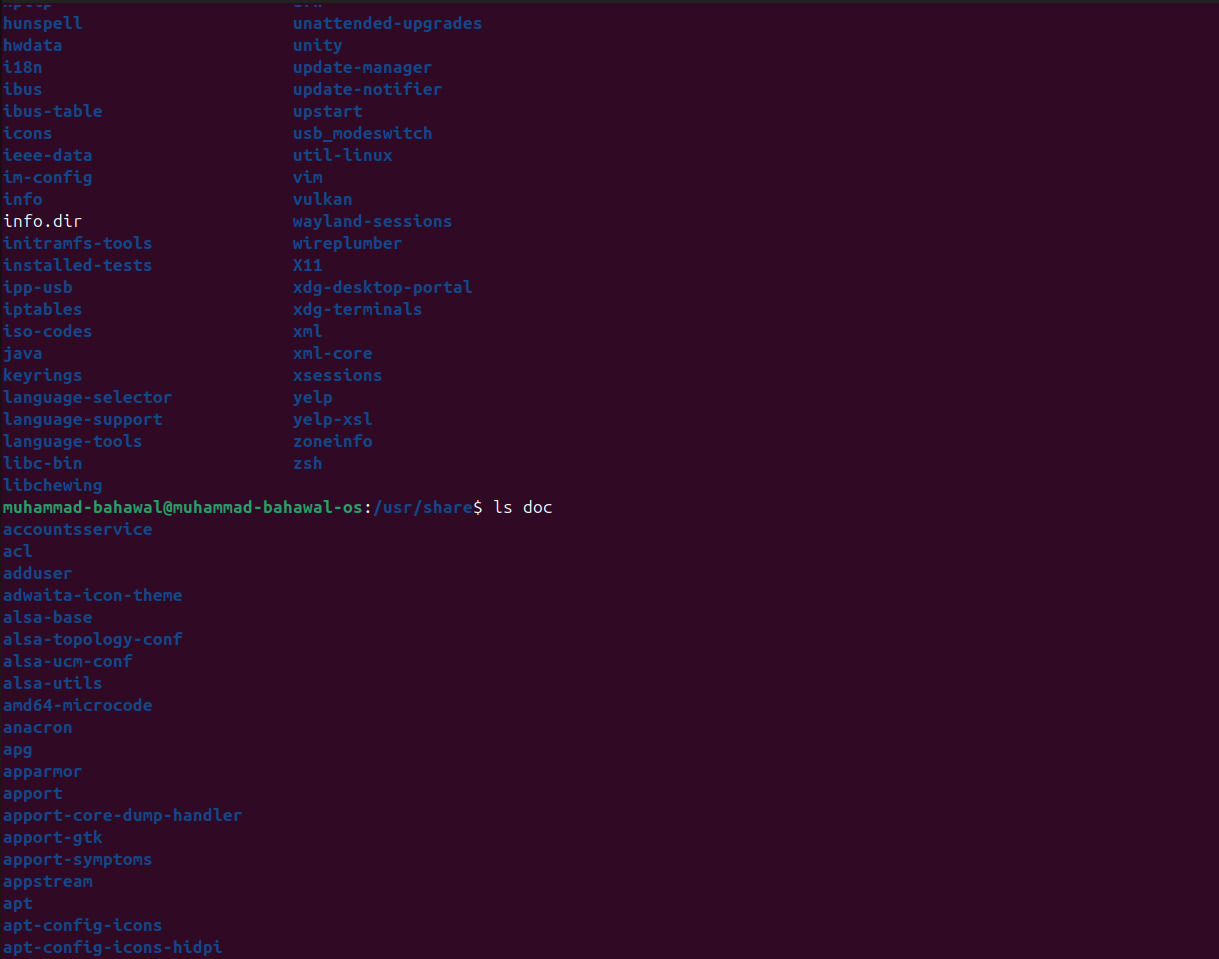 hunspell unattended-upgrades
hwdata unity
i18n update-manager
ibus update-notifier
ibus-table upstart
icons usb_modeswitch
ieee-data util-linux
im-config vim
info vulkan
info.dir wayland-sessions
initramfs-tools wireplumber
installed-tests X11
ipp-usb xdg-desktop-portal
iptables xdg-terminals
iso-codes xml
java xml-core
keyrings xsessions
language-selector yelp
language-support yelp-xsl
language-tools zoneinfo
libc-bin zsh
libchewing
muhammad-bahawal@muhammad-bahawal-os:/usr/share$ ls doc
accountsservice
acl
adduser
adwaita-icon-theme
alsa-base
alsa-topology-conf
alsa-ucm-conf
alsa-utils
amd64-microcode
anacron
apg
apparmor
apport
apport-core-dump-handler
apport-gtk
apport-symptoms
appstream
apt
apt-config-icons
apt-config-icons-hidpi